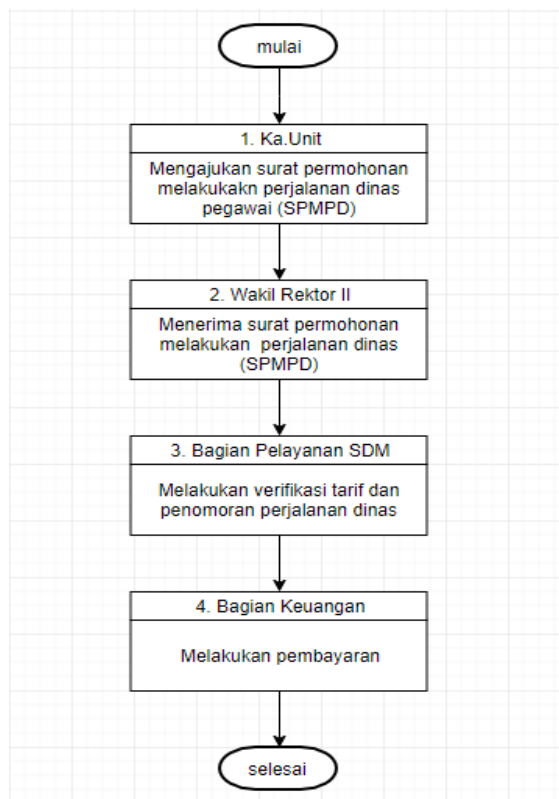 mulai
1. Ka.Unit
Mengajukan surat permohonan
melakukakn perjalanan dinas
pegawai (SPMPD)
2. Wakil Rektor II
Menerima surat permohonan
melakukan perjalanan dinas
(SPMPD)
3. Bagian Pelayanan SDM
Melakukan verifikasi tarif dan
penomoran perjalanan dinas
4. Bagian Keuangan
Melakukan pembayaran
selesai